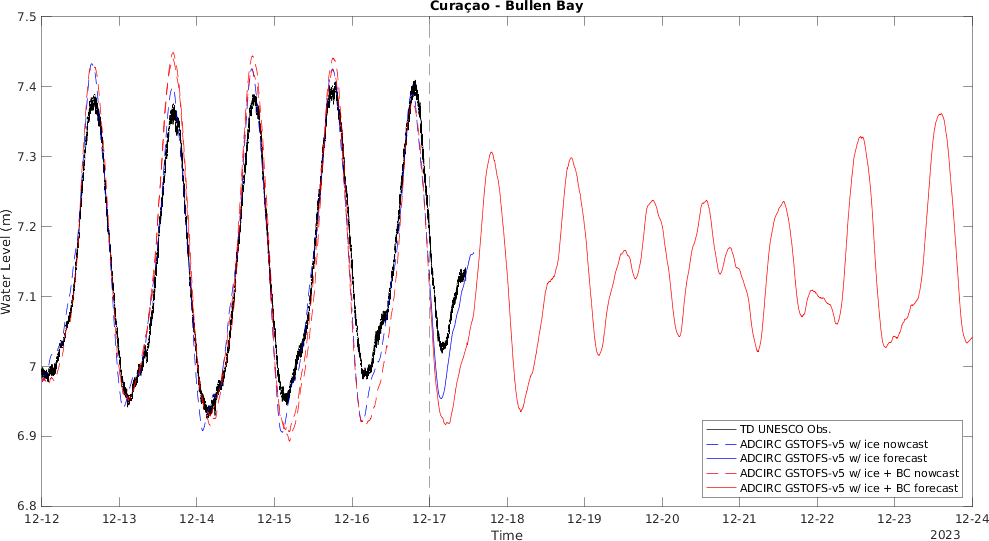 Curaçao - Bullen Bay
7.5
7.4
7.3
7.2
7.1
7
6.9
6.8
Water Level (m)
TD UNESCO Obs.
ADCIRC GSTOFS-v5 w/ ice nowcast
ADCIRC GSTOFS-v5 w/ ice forecast
ADCIRC GSTOFS-v5 w/ ice + BC nowcast
ADCIRC GSTOFS-v5 w/ ice + BC forecast
12-12 12-13 12-14 12-15 12-16 12-17 12-18 12-19 12-20 12-21 12-22 12-23 12-24
Time
2023